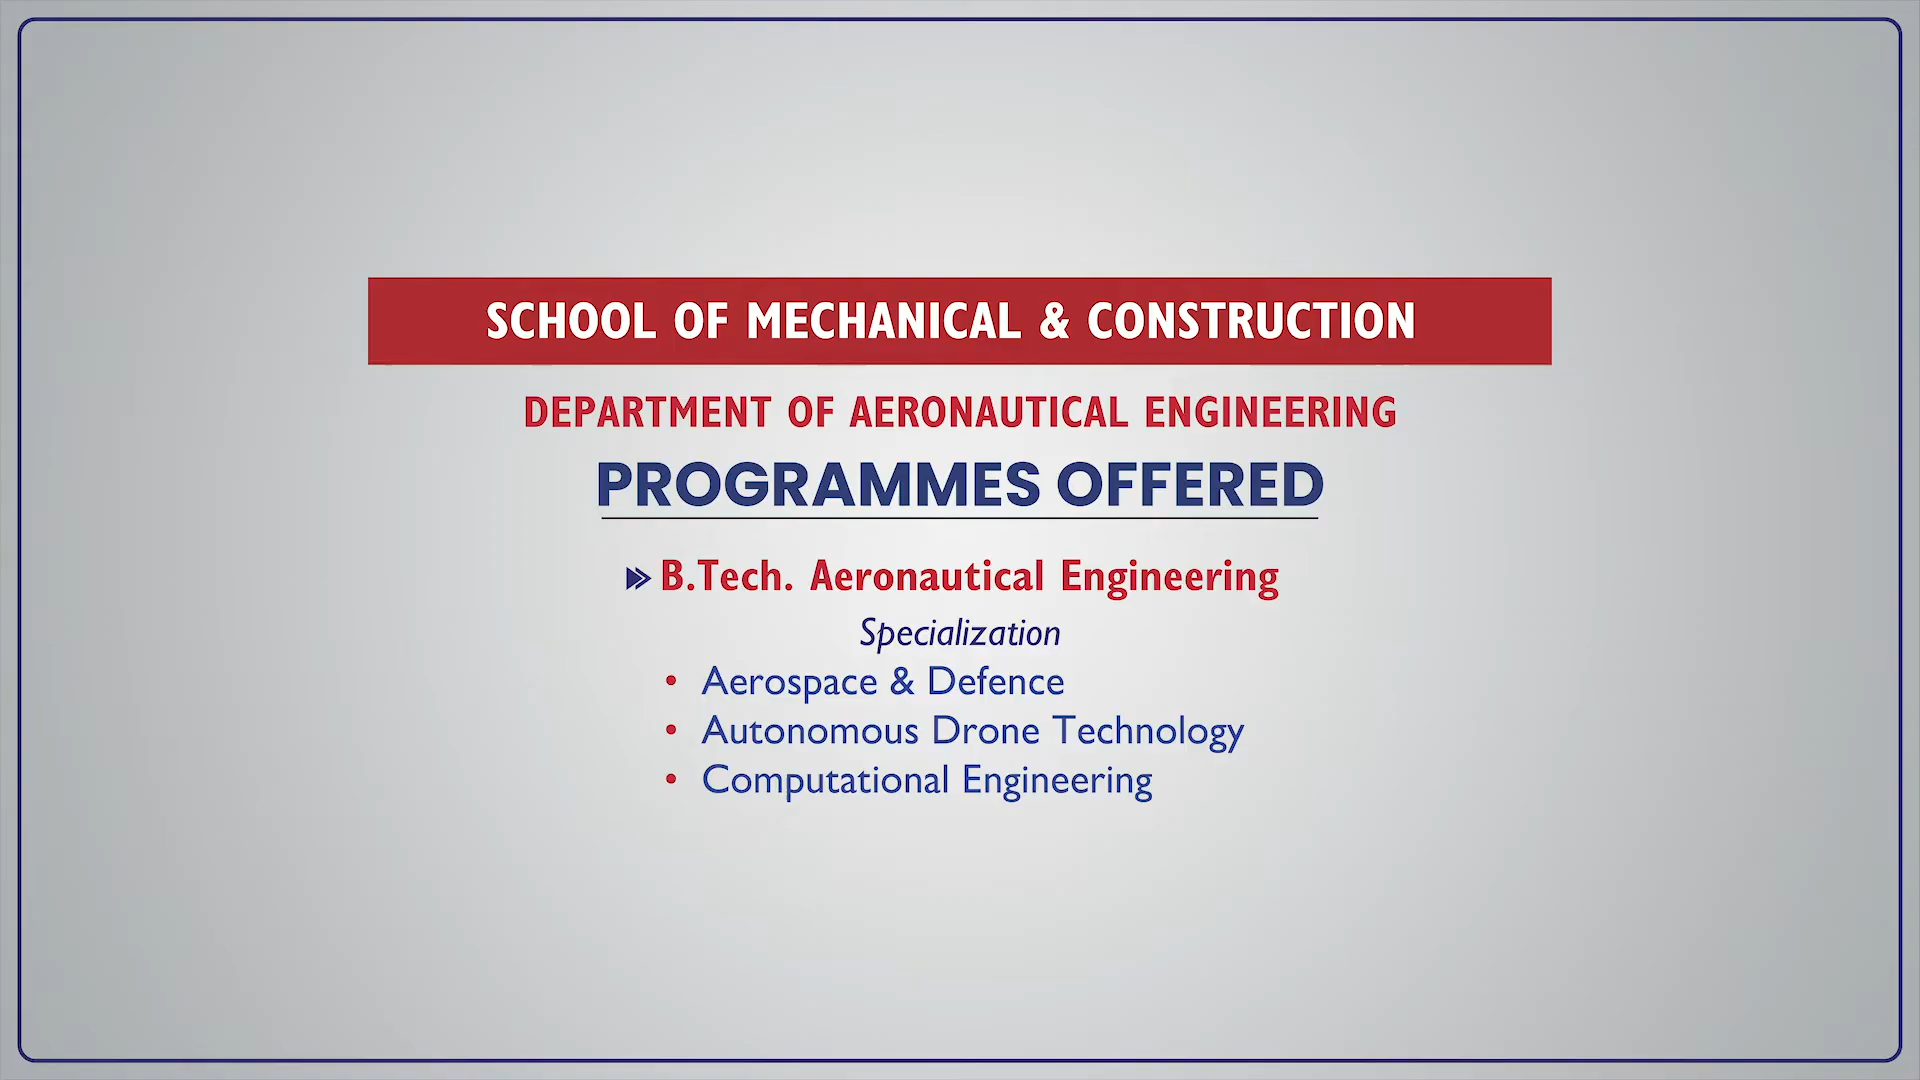 SCHOOL OF MECHANICAL & CONSTRUCTION
DEPARTMENT OF AERONAUTICAL ENGINEERING
PROGRAMMES OFFERED
B.Tech. Aeronautical Engineering
Specialization
• Aerospace & Defence
• Autonomous Drone Technology
• Computational Engineering